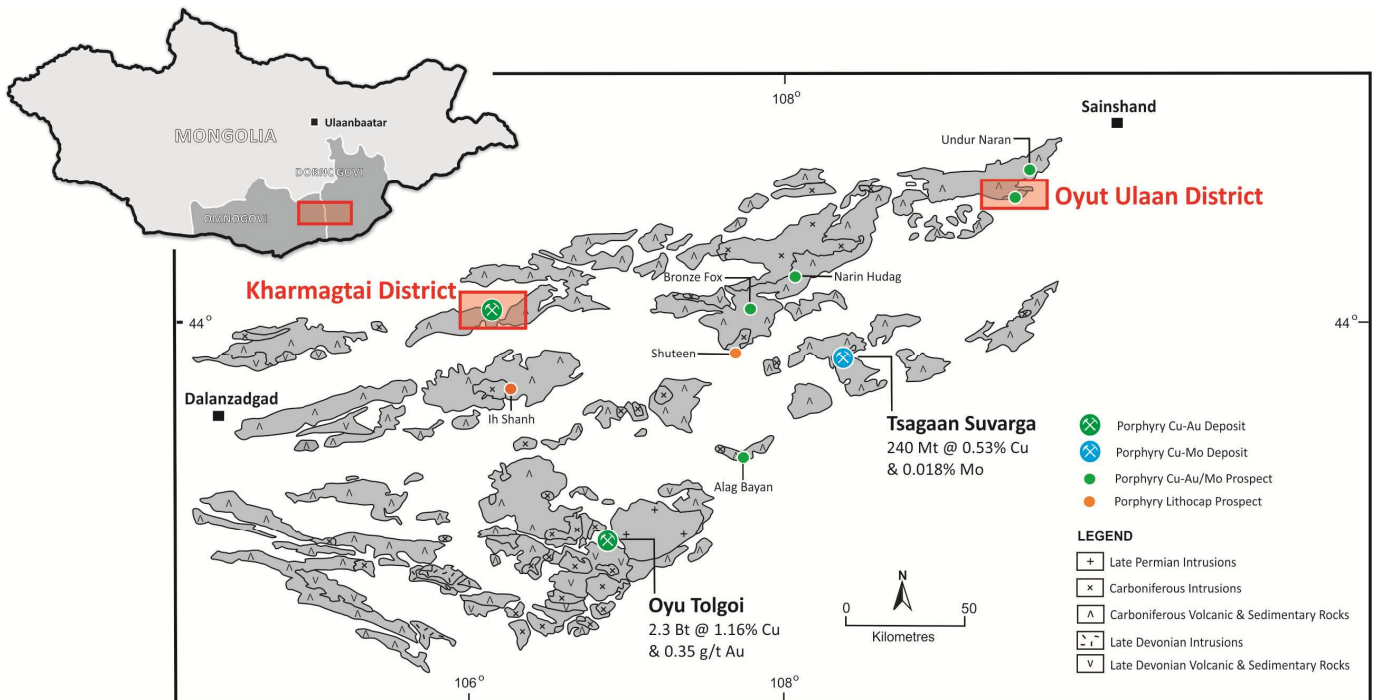 108°
Sainshand
Ulaanbaatar
MONGOLIA
DORNOGOVI
OMNOGOVI
Undur Naran
Oyut Ulaan District
Bronze Fox
Narin Hudag
Kharmagtai District
44°
44°
Shuteen
Dalanzadgad
Ih Shanh
Tsagaan Suvarga
240 Mt @ 0.53% Cu
& 0.018% Mo
Alag Bayan
Porphyry Cu-Au Deposit
Porphyry Cu-Mo Deposit
Porphyry Cu-Au/Mo Prospect
Porphyry Lithocap Prospect
Oyu Tolgoi
2.3 Bt @ 1.16% Cu
& 0.35 g/t Au
N
0 50
Kilometres
LEGEND
+ Late Permian Intrusions
x Carboniferous Intrusions
^ Carboniferous Volcanic & Sedimentary Rocks
Late Devonian Intrusions
v Late Devonian Volcanic & Sedimentary Rocks
106°
108°